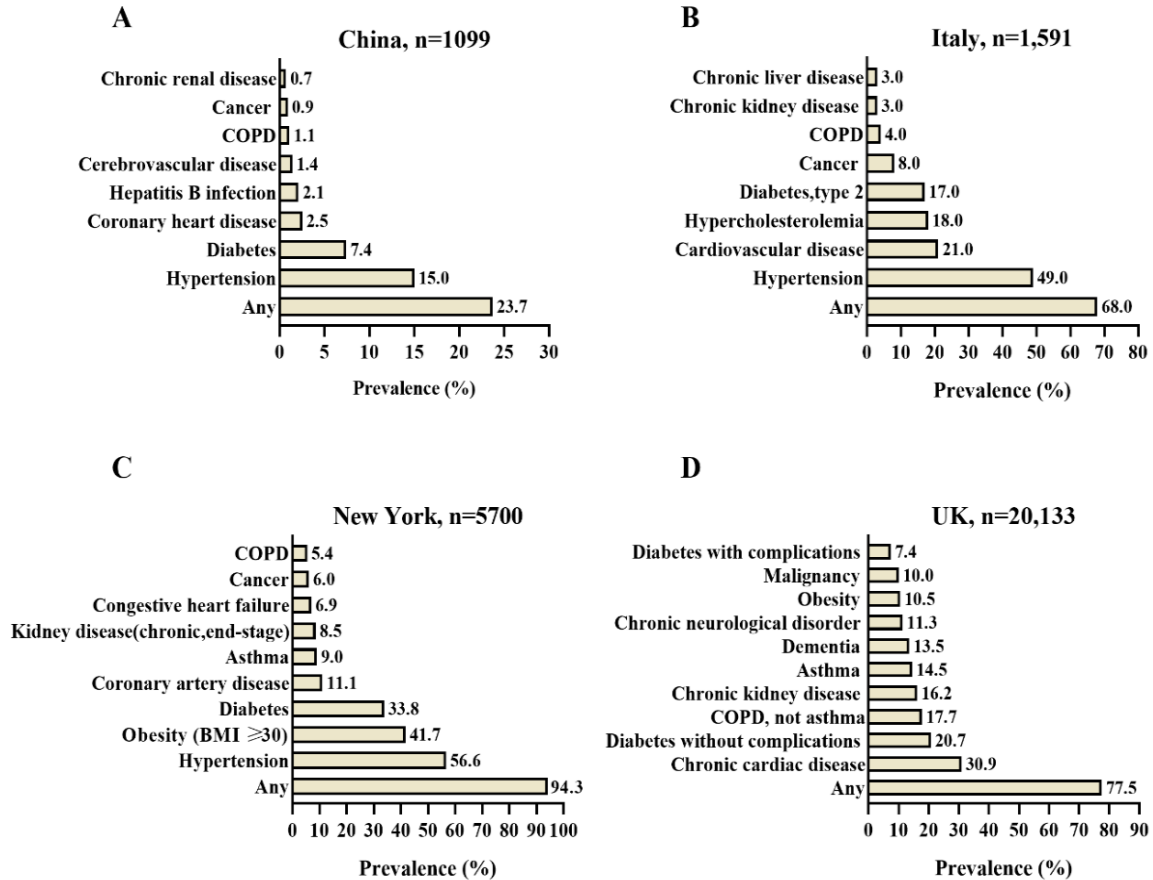 A
China, n=1099
Chronic renal disease 0.7
Cancer 0.9
COPD 1.1
Cerebrovascular disease 1.4
Hepatitis B infection 2.1
Coronary heart disease 2.5
Diabetes 7.4
Hypertension 15.0
Any 23.7
0 5 10 15 20 25 30
Prevalence (%)
B
Italy, n=1,591
Chronic liver disease 3.0
Chronic kidney disease 3.0
COPD 4.0
Cancer 8.0
Diabetes,type 2 17.0
Hypercholesterolemia 18.0
Cardiovascular disease 21.0
Hypertension 49.0
Any 68.0
0 10 20 30 40 50 60 70 80
Prevalence (%)
C
New York, n=5700
COPD 5.4
Cancer 6.0
Congestive heart failure 6.9
Kidney disease(chronic,end-stage) 8.5
Asthma 9.0
Coronary artery disease 11.1
Diabetes 33.8
Obesity (BMI ⩾30) 41.7
Hypertension 56.6
Any 94.3
0 10 20 30 40 50 60 70 80 90 100
Prevalence (%)
D
UK, n=20,133
Diabetes with complications 7.4
Malignancy 10.0
Obesity 10.5
Chronic neurological disorder 11.3
Dementia 13.5
Asthma 14.5
Chronic kidney disease 16.2
COPD, not asthma 17.7
Diabetes without complications 20.7
Chronic cardiac disease 30.9
Any 77.5
0 10 20 30 40 50 60 70 80 90
Prevalence (%)